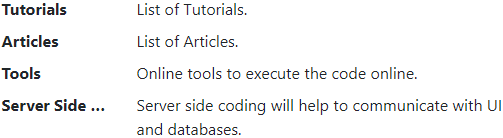 Tutorials List of Tutorials.
Articles List of Articles.
Tools Online tools to execute the code online.
Server Side ... Server side coding will help to communicate with UI
and databases.